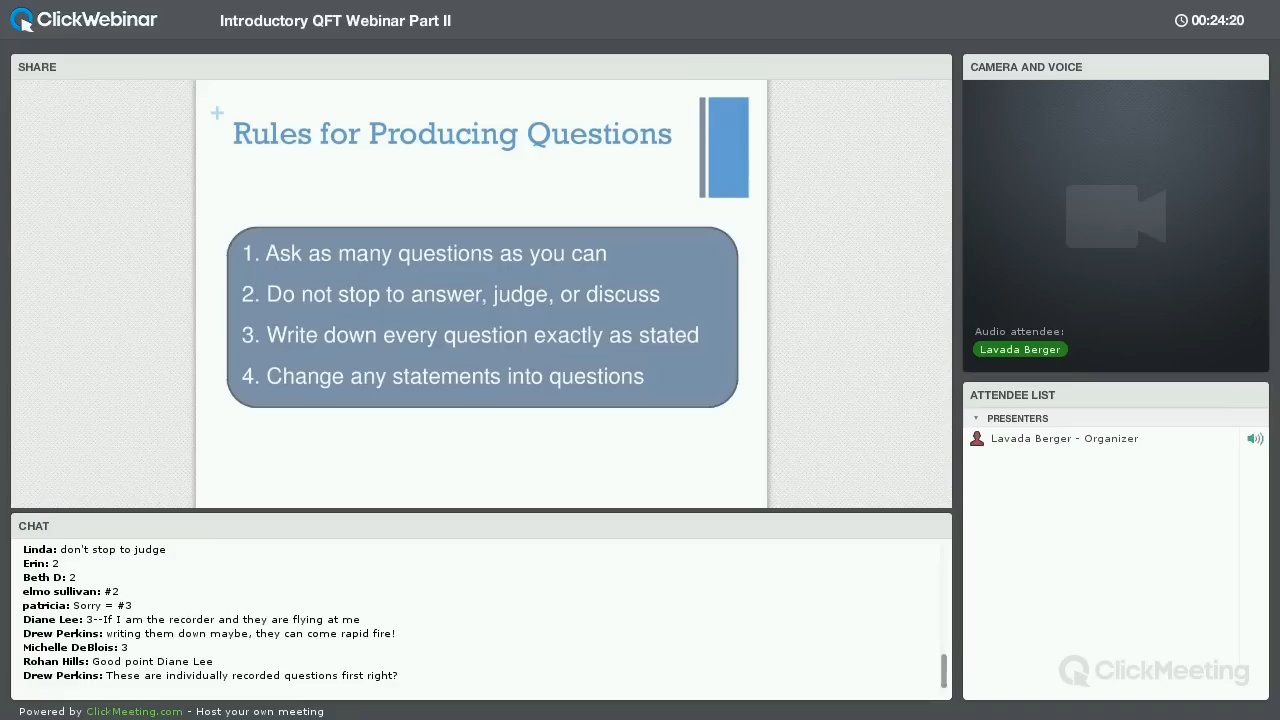 ClickWebinar
Introductory QFT Webinar Part II
00:24:20
SHARE
+
Rules for Producing Questions
1. Ask as many questions as you can
2. Do not stop to answer, judge, or discuss
3. Write down every question exactly as stated
4. Change any statements into questions
CAMERA AND VOICE
Audio attendee:
Lavada Berger
ATTENDEE LIST
PRESENTERS
Lavada Berger - Organizer
CHAT
Linda: don't stop to judge
Erin: 2
Beth D: 2
elmo sullivan: #2
patricia: Sorry = #3
Diane Lee: 3--If I am the recorder and they are flying at me
Drew Perkins: writing them down maybe, they can come rapid fire!
Michelle DeBlois: 3
Rohan Hills: Good point Diane Lee
Drew Perkins: These are individually recorded questions first right?
ClickMeeting
Powered by ClickMeeting.com - Host your own meeting